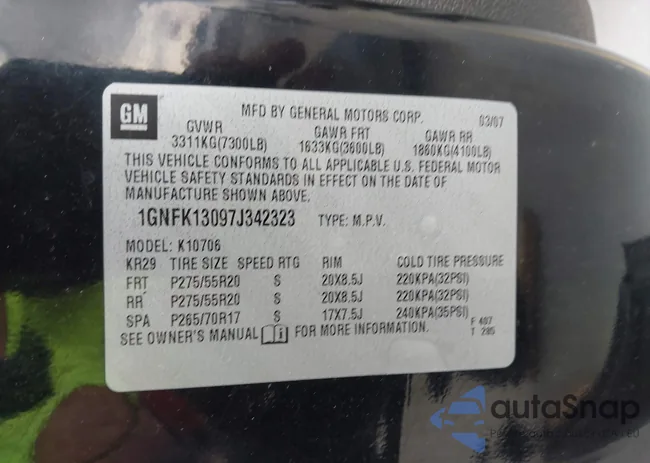 GM
MFD BY GENERAL MOTORS CORP. 03/07
GVWR GAWR FRT GAWR RR
3311KG(7300LB) 1633KG(3600LB) 1860KG(4100LB)
THIS VEHICLE CONFORMS TO ALL APPLICABLE U.S. FEDERAL MOTOR
VEHICLE SAFETY STANDARDS IN EFFECT ON THE DATE OF
MANUFACTURE SHOWN ABOVE.
1GNFK13097J342323 TYPE: M.P.V.
MODEL: K10706
KR29 TIRE SIZE SPEED RTG RIM COLD TIRE PRESSURE
FRT P275/55R20 S 20X8.5J 220KPA(32PSI)
RR P275/55R20 S 20X8.5J 220KPA(32PSI)
SPA P265/70R17 S 17X7.5J 240KPA(35PSI)
SEE OWNER'S MANUAL FOR MORE INFORMATION.
F 407
T 285
autaSnap